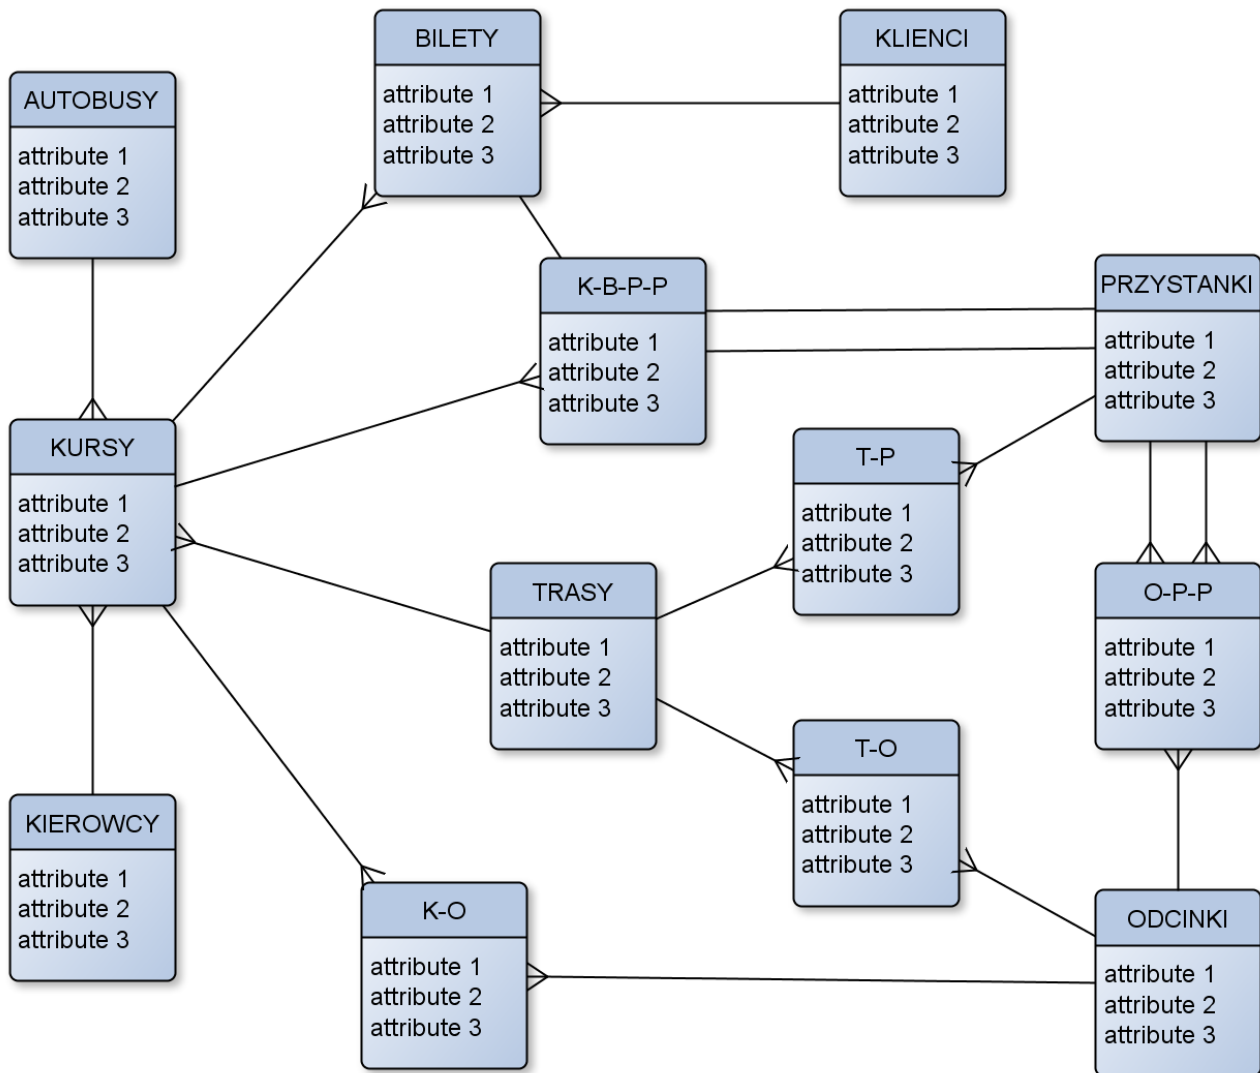 BILETY
attribute 1
attribute 2
attribute 3
KLIENCI
attribute 1
attribute 2
attribute 3
AUTOBUSY
attribute 1
attribute 2
attribute 3
K-B-P-P
attribute 1
attribute 2
attribute 3
PRZYSTANKI
attribute 1
attribute 2
attribute 3
KURSY
attribute 1
attribute 2
attribute 3
T-P
attribute 1
attribute 2
attribute 3
TRASY
attribute 1
attribute 2
attribute 3
O-P-P
attribute 1
attribute 2
attribute 3
T-O
attribute 1
attribute 2
attribute 3
KIEROWCY
attribute 1
attribute 2
attribute 3
K-O
attribute 1
attribute 2
attribute 3
ODCINKI
attribute 1
attribute 2
attribute 3